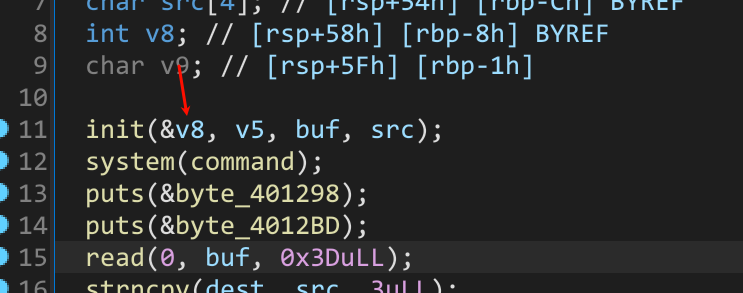 7 char src[4]; // [rsp+54h] [rbp-Ch] BYREF
8 int v8; // [rsp+58h] [rbp-8h] BYREF
9 char v9; // [rsp+5Fh] [rbp-1h]
10
11 init(&v8, v5, buf, src);
12 system(command);
13 puts(&byte_401298);
14 puts(&byte_4012BD);
15 read(0, buf, 0x3DuLL);
16 strncpy(dest, src, 3uLL);